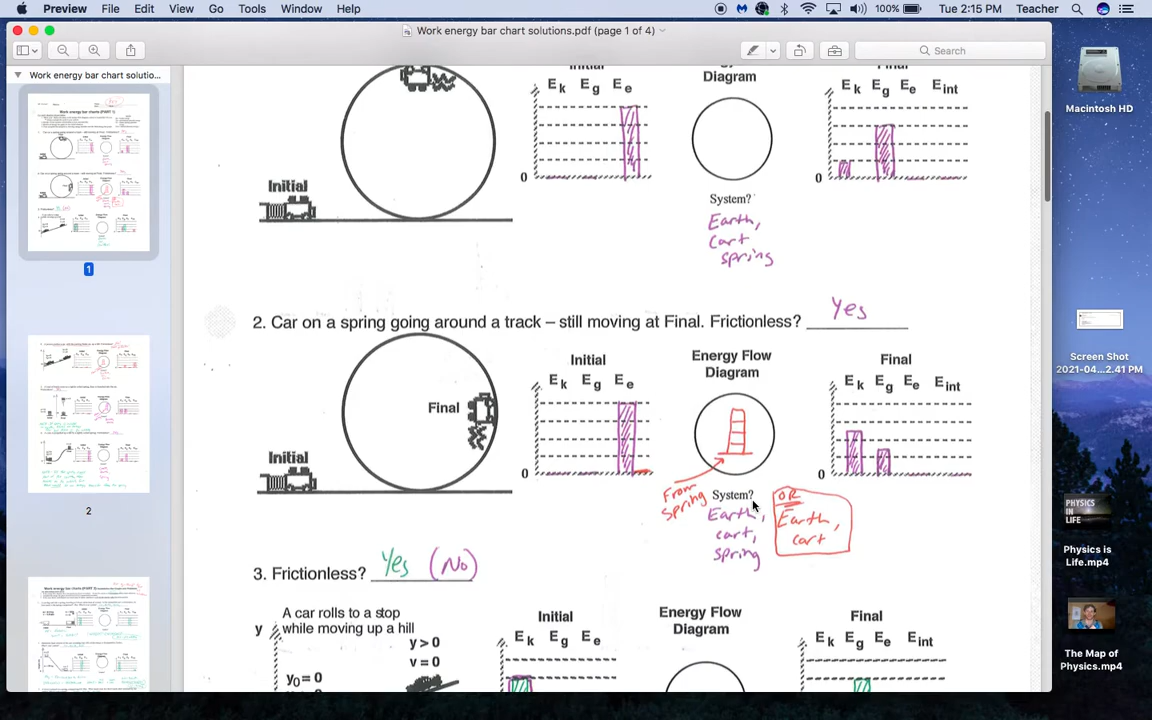 Preview File Edit View Go Tools Window Help
100% Tue 2:15 PM Teacher
Work energy bar chart solutions.pdf (page 1 of 4)
Search
Work energy bar chart solutio...
1
2
Initial
Ek Eg Ee
0
Diagram
System?
Earth,
cart
spring
Final
Ek Eg Ee Eint
0
Initial
2. Car on a spring going around a track – still moving at Final. Frictionless? Yes
Final
Initial
Initial
Ek Eg Ee
0
Energy Flow
Diagram
From
Spring
System?
Earth,
cart,
spring
OR
Earth,
cart
Final
Ek Eg Ee Eint
0
3. Frictionless? Yes (No)
A car rolls to a stop
while moving up a hill
y
y > 0
v = 0
y0 = 0
Initial
Ek Eg Ee
Energy Flow
Diagram
Final
Ek Eg Ee Eint
Macintosh HD
Screen Shot
2021-04...2.41 PM
PHYSICS
IN
LIFE
Physics is
Life.mp4
The Map of
Physics.mp4